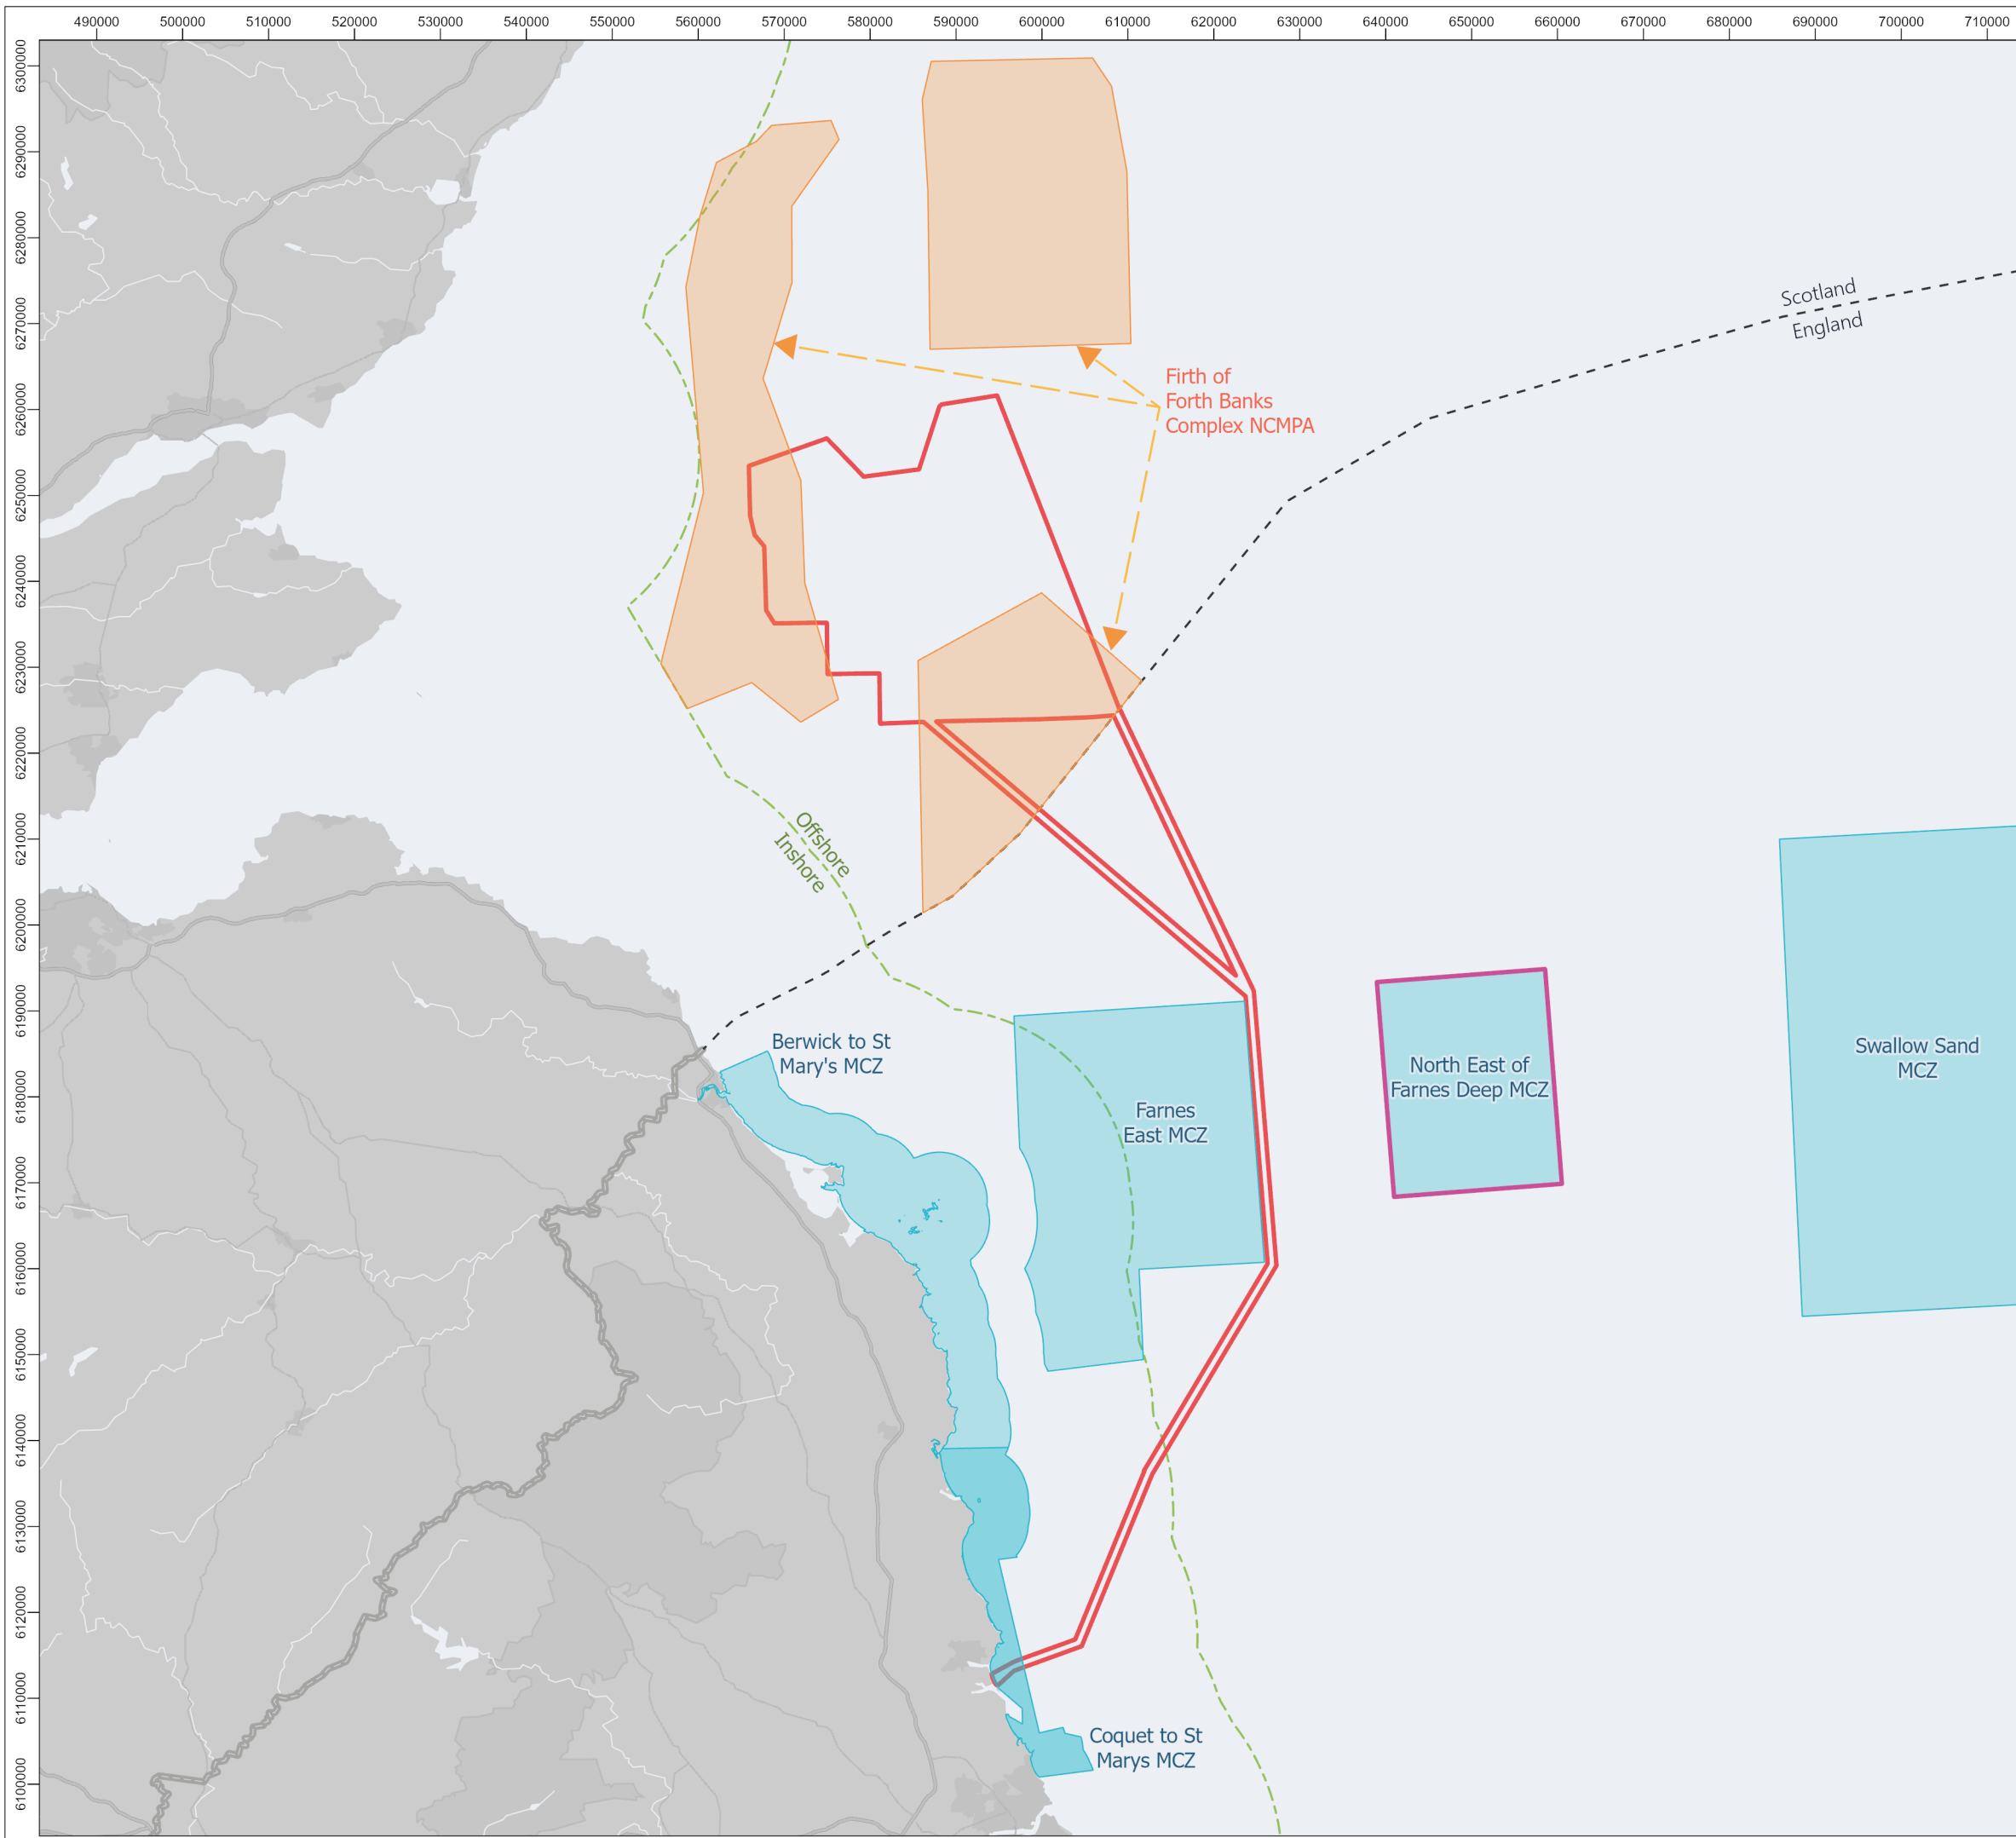 490000 500000 510000 520000 530000 540000 550000 560000 570000 580000 590000 600000 610000 620000 630000 640000 650000 660000 670000 680000 690000 700000 710000
6300000
6290000
6280000
6270000
6260000
6250000
6240000
6230000
6220000
6210000
6200000
6190000
6180000
6170000
6160000
6150000
6140000
6130000
6120000
6110000
6100000
Scotland
England
Firth of
Forth Banks
Complex NCMPA
Offshore
Inshore
Berwick to St
Mary's MCZ
Farnes
East MCZ
North East of
Farnes Deep MCZ
Swallow Sand
MCZ
Coquet to St
Marys MCZ